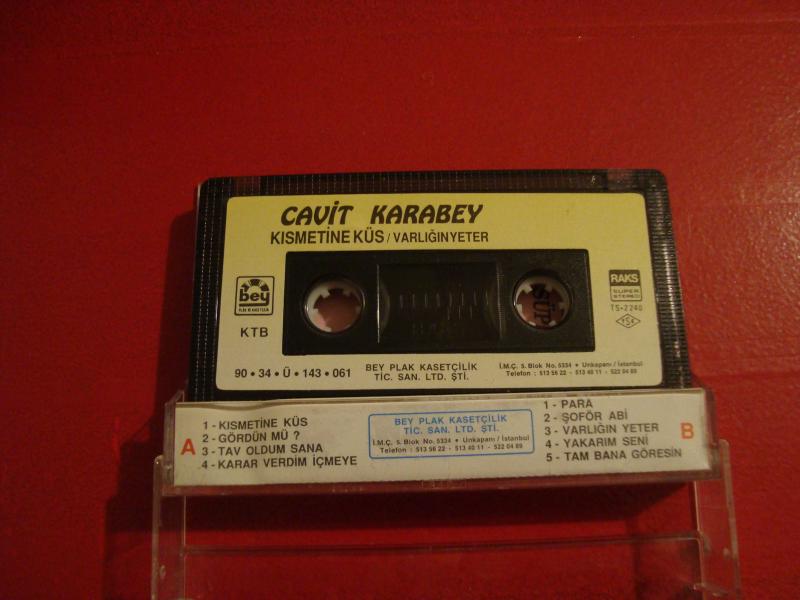 CAVİT KARABEY
KISMETİNE KÜS / VARLIĞIN YETER
bey
KTB
RAKS
SUPER
STEREO
TS-2240
TSE
90 • 34 • Ü • 143 • 061
BEY PLAK KASETÇİLİK
TİC. SAN. LTD. ŞTİ.
İ.M.Ç. 5. Blok No. 5334 • Unkapanı / İstanbul
Telefon : 513 56 22 - 513 40 11 - 522 04 89
A
1 - KISMETİNE KÜS
2 - GÖRDÜN MÜ ?
3 - TAV OLDUM SANA
4 - KARAR VERDİM İÇMEYE
BEY PLAK KASETÇİLİK
TİC. SAN. LTD. ŞTİ.
İ.M.Ç. 5. Blok No. 5334 • Unkapanı / İstanbul
Telefon : 513 56 22 - 513 40 11 - 522 04 89
1 - PARA
2 - ŞOFÖR ABİ
3 - VARLIĞIN YETER
4 - YAKARIM SENİ
5 - TAM BANA GÖRESİN
B